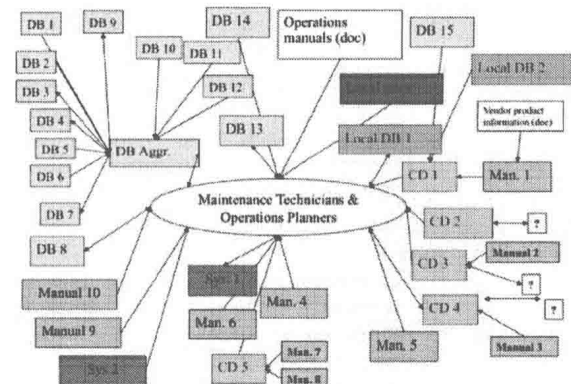 DB 1
DB 9
DB 14
Operations
manuals (doc)
DB 15
DB 10
DB 11
DB 2
DB 3
DB 12
Local DB 2
DB 4
DB 13
Local DB 1
Vendor product
information (doc)
DB 5
DB Aggr.
DB 6
CD 1
Man. 1
DB 7
Maintenance Technicians &
Operations Planners
CD 2
?
DB 8
CD 3
Manual 2
?
Sys. 1
Manual 10
Man. 4
CD 4
?
Man. 6
Manual 9
Man. 5
Manual 3
CD 5
Man. 7
Sys 2
Man. 8